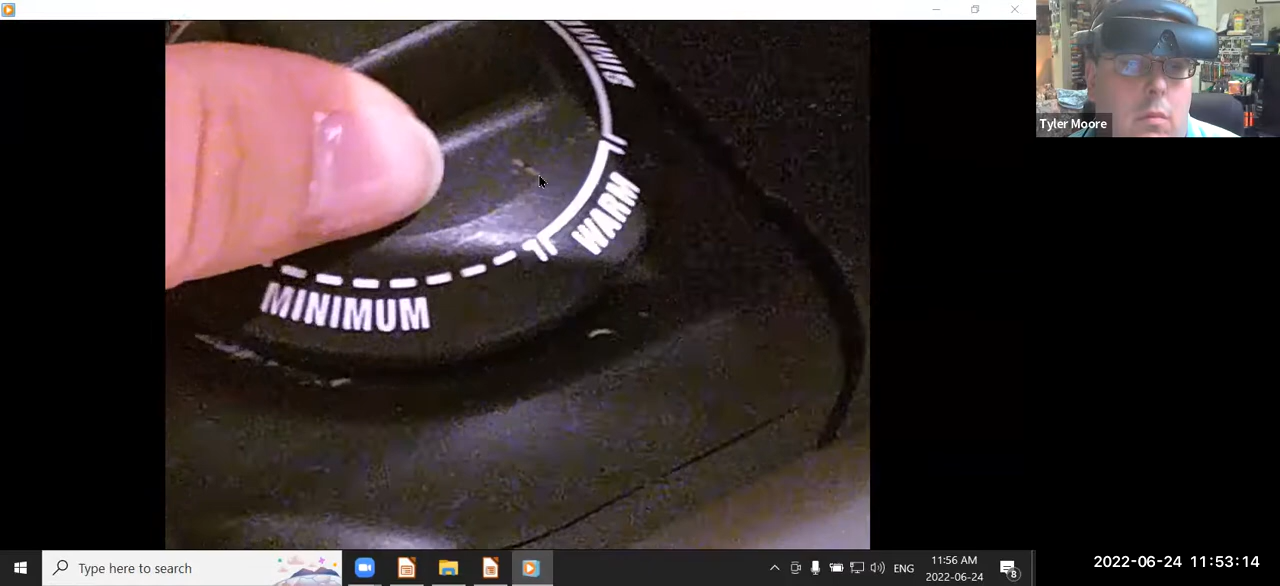 SIMME
WARM
MINIMUM
Tyler Moore
Type here to search
ENG
11:56 AM
2022-06-24
8
2022-06-24 11:53:14